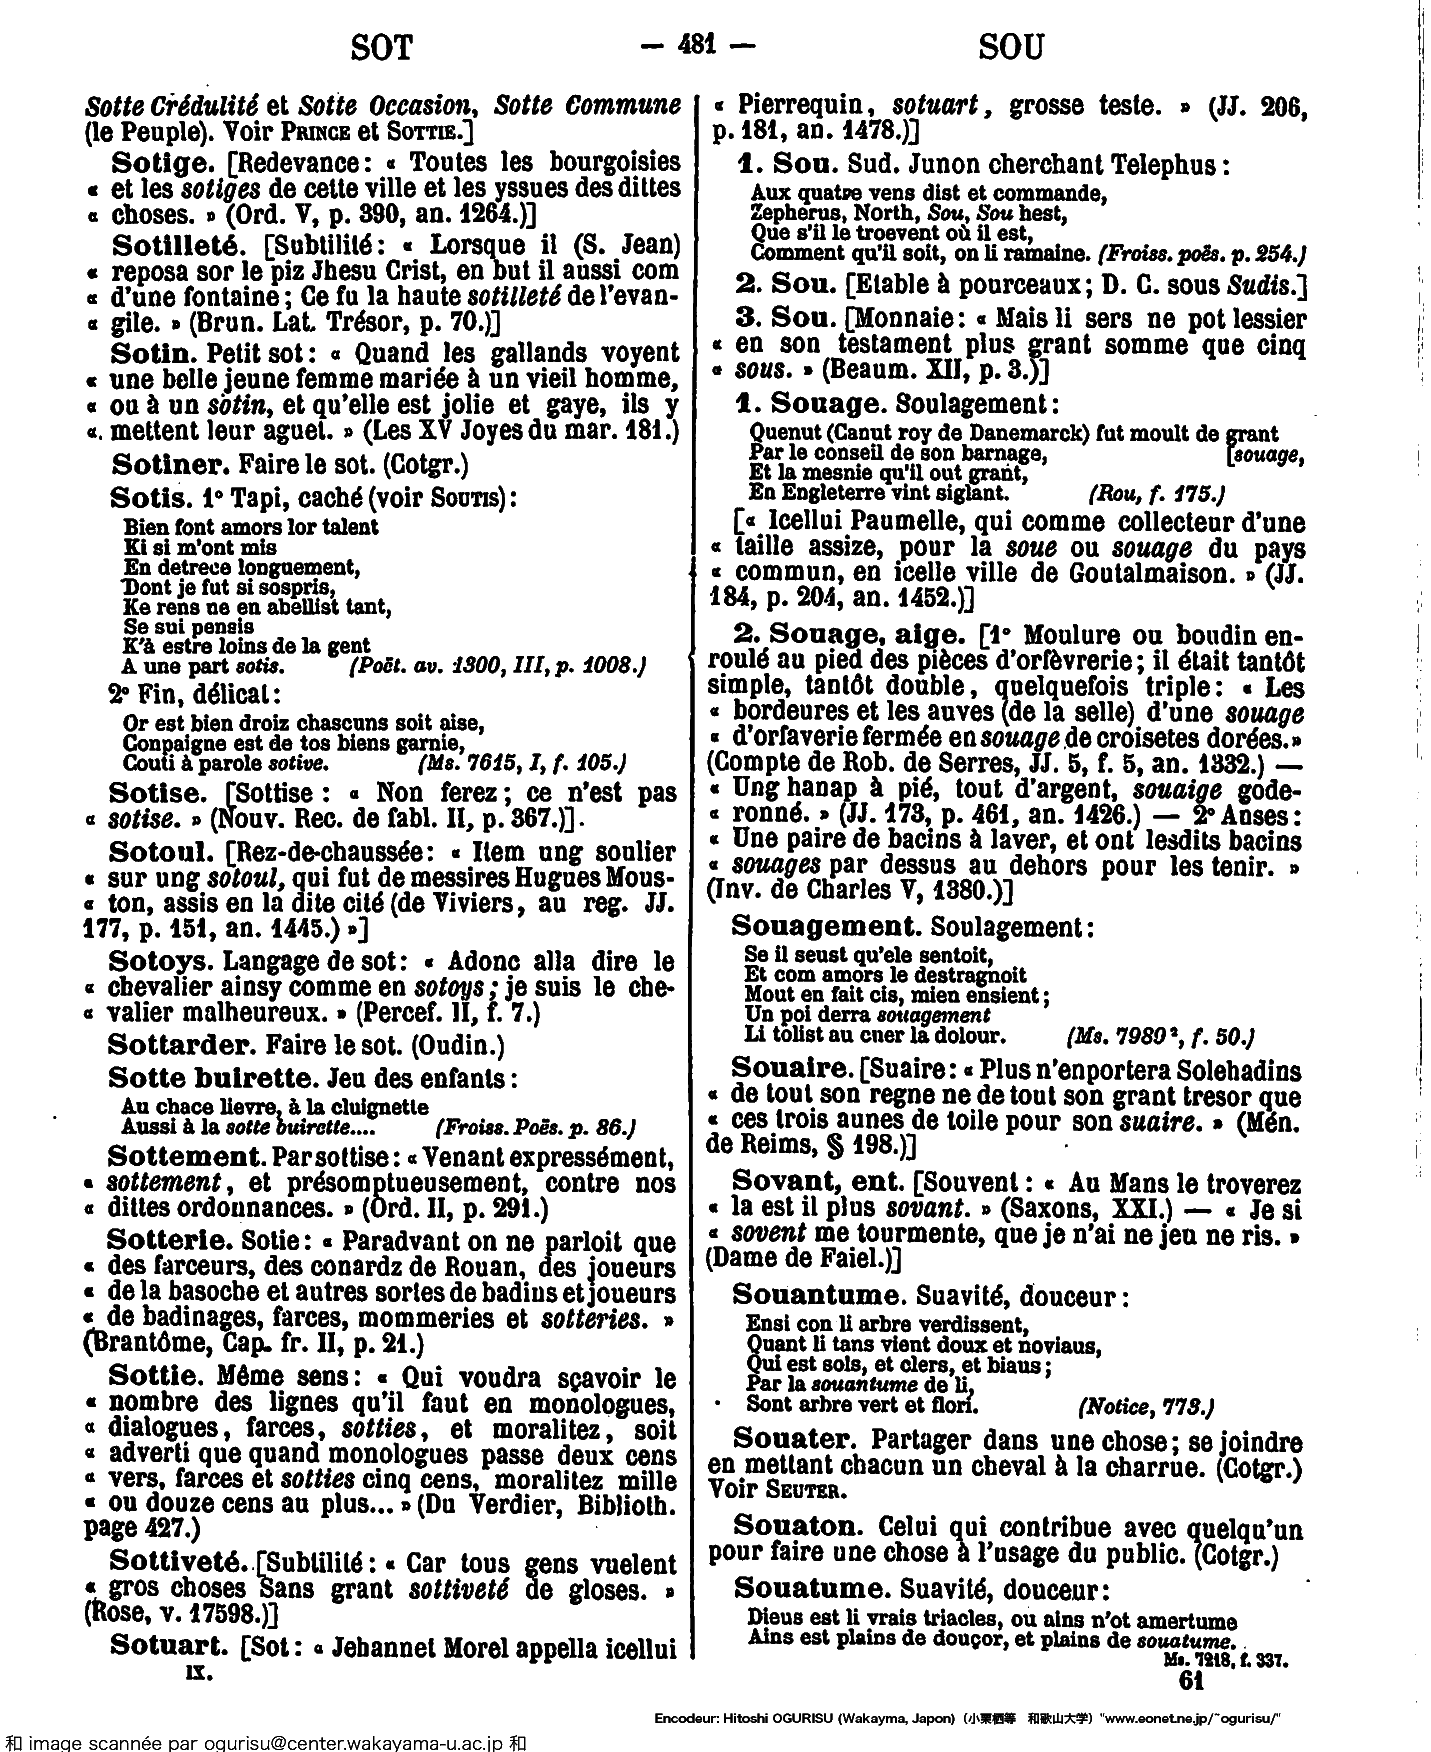 SOT — 481 — SOU
Sotte Crédulité et Sotte Occasion, Sotte Commune
(le Peuple). Voir PRINCE et SOTTIE.]
Sotige. [Redevance : « Toutes les bourgoisies
« et les sotiges de cette ville et les yssues des dittes
« choses. » (Ord. V, p. 390, an. 1264.)]
Sotilleté. [Subtilité : « Lorsque il (S. Jean)
« reposa sor le piz Jhesu Crist, en but il aussi com
« d'une fontaine ; Ce fu la haute sotilleté de l'evan-
« gile. » (Brun. Lat. Trésor, p. 70.)]
Sotin. Petit sot : « Quand les gallands voyent
« une belle jeune femme mariée à un vieil homme,
« ou à un sotin, et qu'elle est jolie et gaye, ils y
« mettent leur aguet. » (Les XV Joyes du mar. 181.)
Sotiner. Faire le sot. (Cotgr.)
Sotis. 1° Tapi, caché (voir SOUTIS) :
Bien font amors lor talent
Ki si m'ont mis
En detrece longuement,
Dont je fut si sospris,
Ke rens ne en abellist tant,
Se sui pensis
K'à estre loins de la gent
A une part sotis. (Poët. av. 1300, III, p. 1008.)
2° Fin, délicat :
Or est bien droiz chascuns soit aise,
Conpaigne est de tos biens garnie,
Couti à parole sotive. (Ms. 7615, I, f. 105.)
Sotise. [Sottise : « Non ferez ; ce n'est pas
« sotise. » (Nouv. Rec. de fabl. II, p. 367.)].
Sotoul. [Rez-de-chaussée : « Item ung soulier
« sur ung sotoul, qui fut de messires Hugues Mous-
« ton, assis en la dite cité (de Viviers, au reg. JJ.
177, p. 151, an. 1445.) »]
Sotoys. Langage de sot : « Adonc alla dire le
« chevalier ainsy comme en sotoys ; je suis le che-
« valier malheureux. » (Percef. II, f. 7.)
Sottarder. Faire le sot. (Oudin.)
Sotte buirette. Jeu des enfants :
Au chace lievre, à la cluignette
Aussi à la sotte buirette.... (Froiss. Poës. p. 86.)
Sottement. Par sottise : « Venant expressément,
« sottement, et présomptueusement, contre nos
« dittes ordonnances. » (Ord. II, p. 291.)
Sotterie. Sotie : « Paradvant on ne parloit que
« des farceurs, des conardz de Rouan, des joueurs
« de la basoche et autres sortes de badins et joueurs
« de badinages, farces, mommeries et sotteries. »
(Brantôme, Cap. fr. II, p. 21.)
Sottie. Même sens : « Qui voudra sçavoir le
« nombre des lignes qu'il faut en monologues,
« dialogues, farces, sotties, et moralitez, soit
« adverti que quand monologues passe deux cens
« vers, farces et sotties cinq cens, moralitez mille
« ou douze cens au plus... » (Du Verdier, Biblioth.
page 427.)
Sottiveté. [Subtilité : « Car tous gens vuelent
« gros choses Sans grant sottiveté de gloses. »
(Rose, v. 17598.)]
Sotuart. [Sot : « Jehannet Morel appella icellui
IX.
« Pierrequin, sotuart, grosse teste. » (JJ. 206,
p. 181, an. 1478.)]
1. Sou. Sud. Junon cherchant Telephus :
Aux quatre vens dist et commande,
Zepherus, North, Sou, Sou hest,
Que s'il le troevent où il est,
Comment qu'il soit, on li ramaine. (Froiss. poës. p. 254.)
2. Sou. [Etable à pourceaux ; D. C. sous Sudis.]
3. Sou. [Monnaie : « Mais li sers ne pot lessier
« en son testament plus grant somme que cinq
« sous. » (Beaum. XII, p. 3.)]
1. Souage. Soulagement :
Quenut (Canut roy de Danemarck) fut moult de grant
Par le conseil de son barnage, [souage,
Et la mesnie qu'il out grant,
En Engleterre vint siglant. (Rou, f. 175.)
[« Icellui Paumelle, qui comme collecteur d'une
« taille assize, pour la soue ou souage du pays
« commun, en icelle ville de Goutalmaison. » (JJ.
184, p. 204, an. 1452.)]
2. Souage, aige. [1° Moulure ou boudin en-
roulé au pied des pièces d'orfèvrerie ; il était tantôt
simple, tantôt double, quelquefois triple : « Les
« bordeures et les auves (de la selle) d'une souage
« d'orfaverie fermée en souage de croisetes dorées. »
(Compte de Rob. de Serres, JJ. 5, f. 5, an. 1332.) —
« Ung hanap à pié, tout d'argent, souaige gode-
« ronné. » (JJ. 173, p. 461, an. 1426.) — 2° Anses :
« Une paire de bacins à laver, et ont lesdits bacins
« souages par dessus au dehors pour les tenir. »
(Inv. de Charles V, 1380.)]
Souagement. Soulagement :
Se il seust qu'ele sentoit,
Et com amors le destragnoit
Mout en fait cis, mien ensient ;
Un poi derra souagement
Li tolist au cner la dolour. (Ms. 7980², f. 50.)
Souaire. [Suaire : « Plus n'enportera Solehadins
« de tout son regne ne de tout son grant tresor que
« ces trois aunes de toile pour son suaire. » (Mén.
de Reims, § 198.)]
Sovant, ent. [Souvent : « Au Mans le troverez
« la est il plus sovant. » (Saxons, XXI.) — « Je si
« sovent me tourmente, que je n'ai ne jeu ne ris. »
(Dame de Faiel.)]
Souantume. Suavité, douceur :
Ensi con li arbre verdissent,
Quant li tans vient doux et noviaus,
Qui est sols, et clers, et biaus ;
Par la souantume de li,
Sont arbre vert et flori. (Notice, 773.)
Souater. Partager dans une chose ; se joindre
en mettant chacun un cheval à la charrue. (Cotgr.)
Voir SEUTER.
Souaton. Celui qui contribue avec quelqu'un
pour faire une chose à l'usage du public. (Cotgr.)
Souatume. Suavité, douceur :
Dieus est li vrais triacles, ou ains n'ot amertume
Ains est plains de douçor, et plains de souatume.
Ms. 7218, f. 337.
61
Encodeur: Hitoshi OGURISU (Wakayma, Japon) (小栗栖等 和歌山大学) "www.eonet.ne.jp/~ogurisu/"
和 image scannée par ogurisu@center.wakayama-u.ac.jp 和